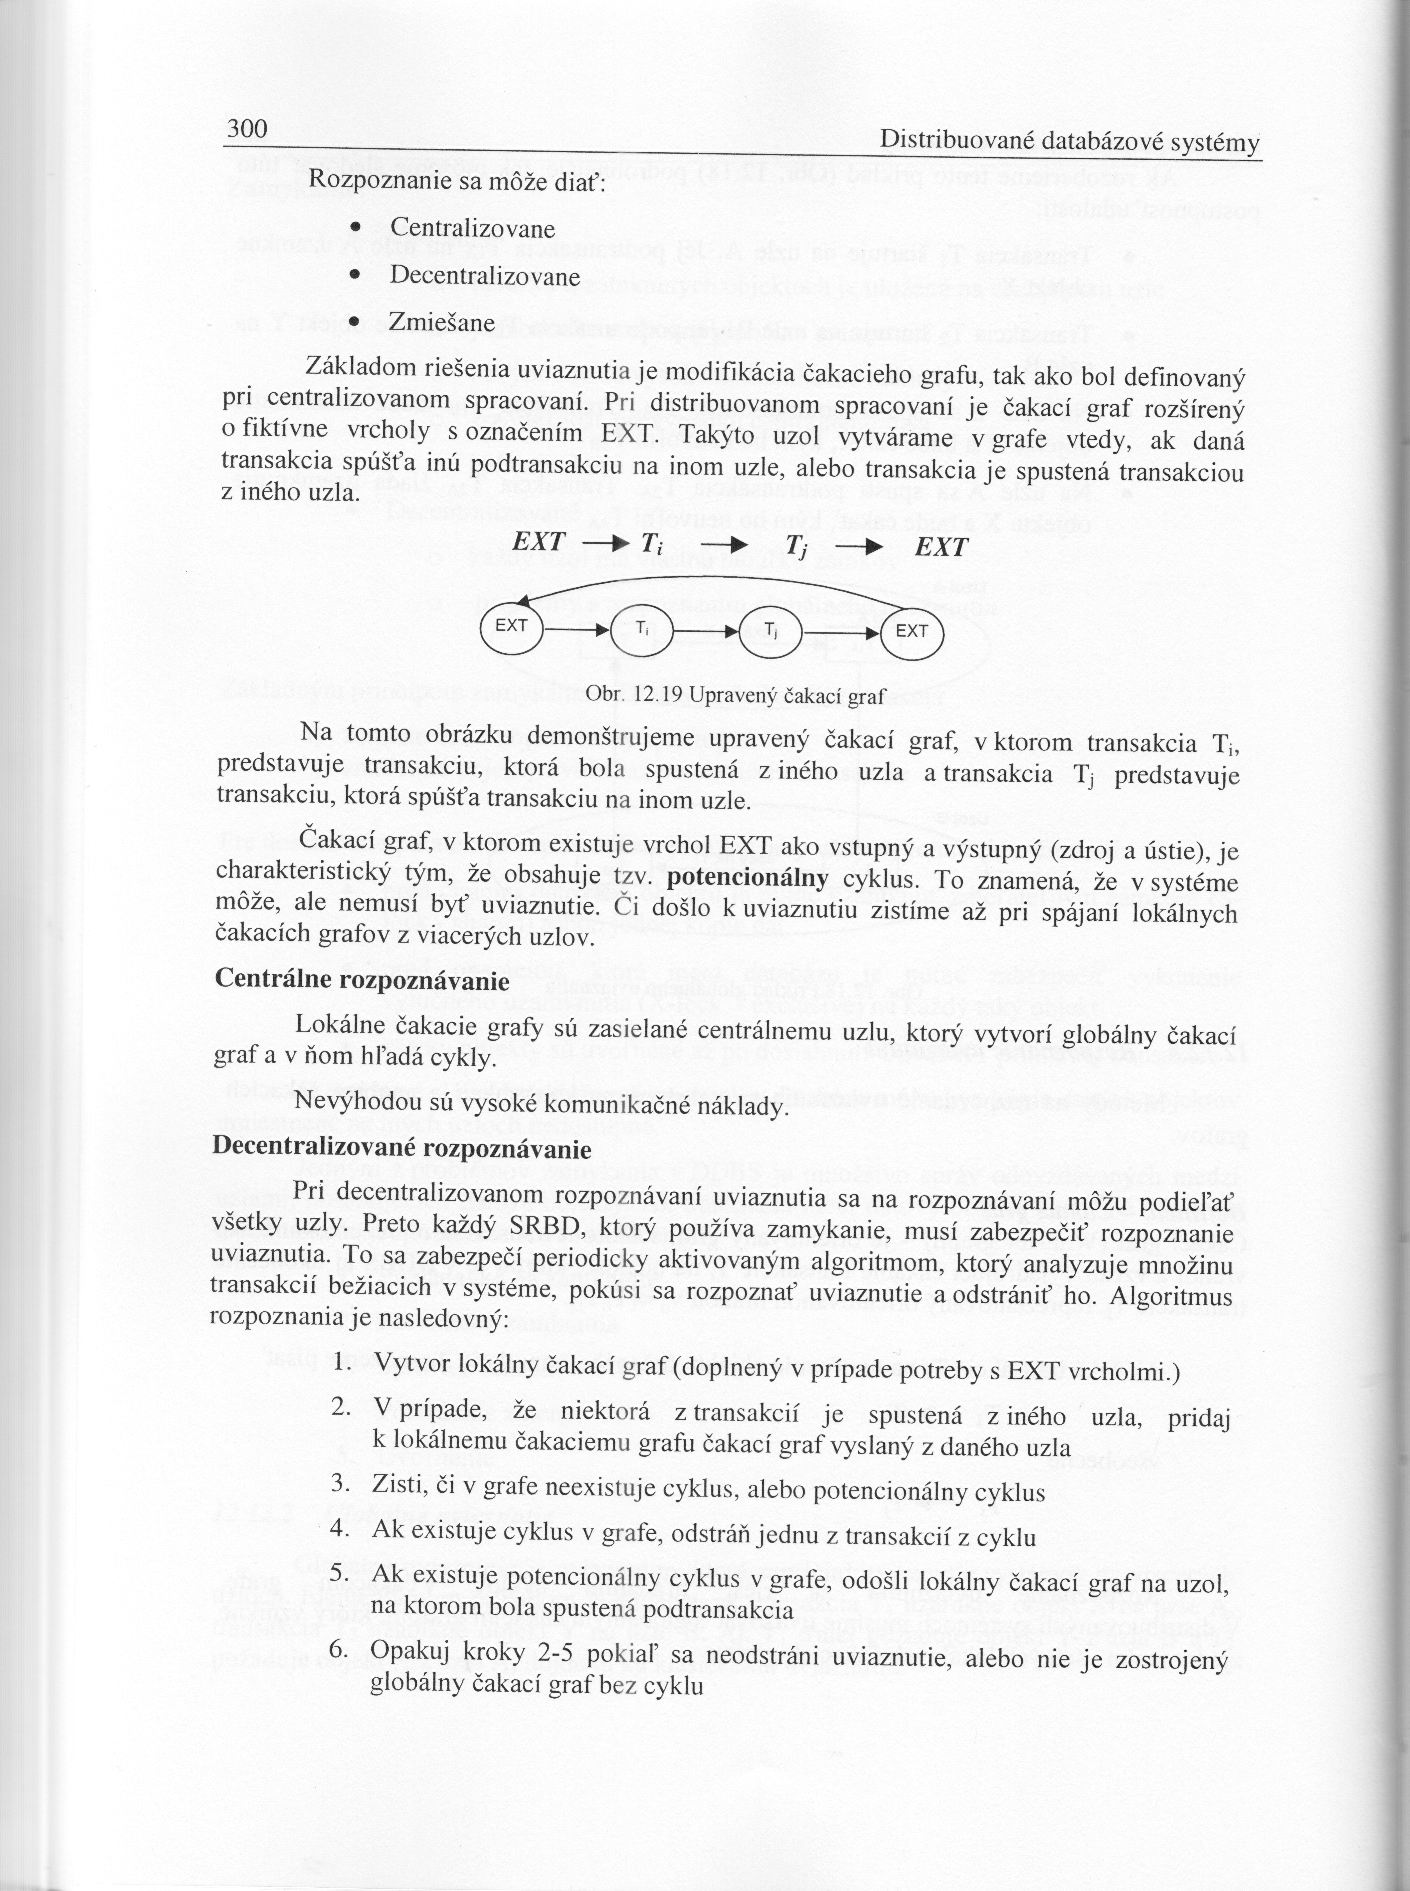 300
Distribuované databázové systémy
Rozpoznanie sa môže diať:
• Centralizovane
• Decentralizovane
• Zmiešane
Základom riešenia uviaznutia je modifikácia čakacieho grafu, tak ako bol definovaný
pri centralizovanom spracovaní. Pri distribuovanom spracovaní je čakací graf rozšírený
o fiktívne vrcholy s označením EXT. Takýto uzol vytvárame v grafe vtedy, ak daná
transakcia spúšťa inú podtransakciu na inom uzle, alebo transakcia je spustená transakciou
z iného uzla.
EXT → Ti → Tj → EXT
EXT Ti Tj EXT
Obr. 12.19 Upravený čakací graf
Na tomto obrázku demonštrujeme upravený čakací graf, v ktorom transakcia Ti,
predstavuje transakciu, ktorá bola spustená z iného uzla a transakcia Tj predstavuje
transakciu, ktorá spúšťa transakciu na inom uzle.
Čakací graf, v ktorom existuje vrchol EXT ako vstupný a výstupný (zdroj a ústie), je
charakteristický tým, že obsahuje tzv. potencionálny cyklus. To znamená, že v systéme
môže, ale nemusí byť uviaznutie. Či došlo k uviaznutiu zistíme až pri spájaní lokálnych
čakacích grafov z viacerých uzlov.
Centrálne rozpoznávanie
Lokálne čakacie grafy sú zasielané centrálnemu uzlu, ktorý vytvorí globálny čakací
graf a v ňom hľadá cykly.
Nevýhodou sú vysoké komunikačné náklady.
Decentralizované rozpoznávanie
Pri decentralizovanom rozpoznávaní uviaznutia sa na rozpoznávaní môžu podieľať
všetky uzly. Preto každý SRBD, ktorý používa zamykanie, musí zabezpečiť rozpoznanie
uviaznutia. To sa zabezpečí periodicky aktivovaným algoritmom, ktorý analyzuje množinu
transakcií bežiacich v systéme, pokúsi sa rozpoznať uviaznutie a odstrániť ho. Algoritmus
rozpoznania je nasledovný:
1. Vytvor lokálny čakací graf (doplnený v prípade potreby s EXT vrcholmi.)
2. V prípade, že niektorá z transakcií je spustená z iného uzla, pridaj
k lokálnemu čakaciemu grafu čakací graf vyslaný z daného uzla
3. Zisti, či v grafe neexistuje cyklus, alebo potencionálny cyklus
4. Ak existuje cyklus v grafe, odstráň jednu z transakcií z cyklu
5. Ak existuje potencionálny cyklus v grafe, odošli lokálny čakací graf na uzol,
na ktorom bola spustená podtransakcia
6. Opakuj kroky 2-5 pokiaľ sa neodstráni uviaznutie, alebo nie je zostrojený
globálny čakací graf bez cyklu